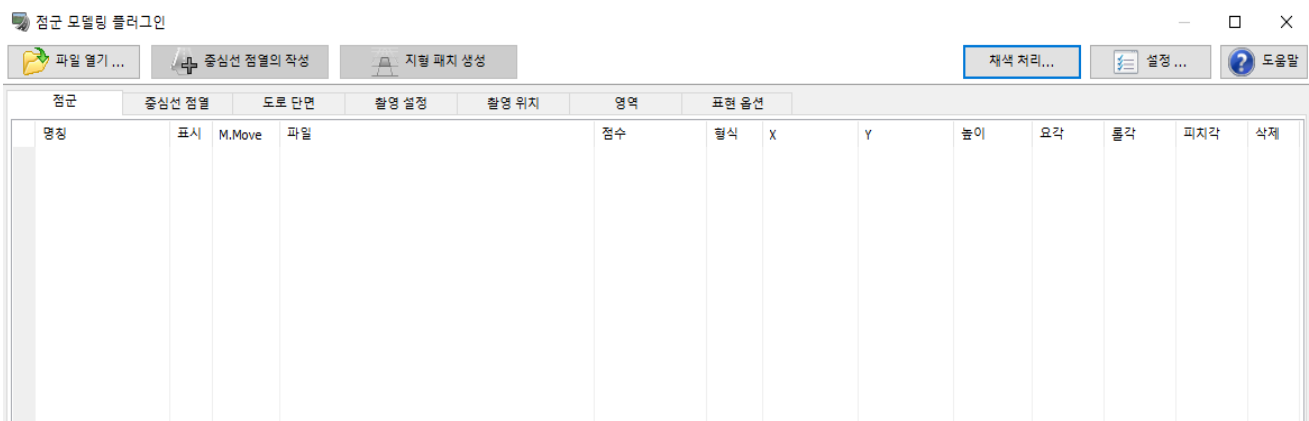 점군 모델링 플러그인
파일 열기 ... 중심선 점열의 작성 지형 패치 생성 채색 처리... 설정 ... 도움말
점군 중심선 점열 도로 단면 촬영 설정 촬영 위치 영역 표현 옵션
명칭 표시 M.Move 파일 점수 형식 X Y 높이 요각 롤각 피치각 삭제